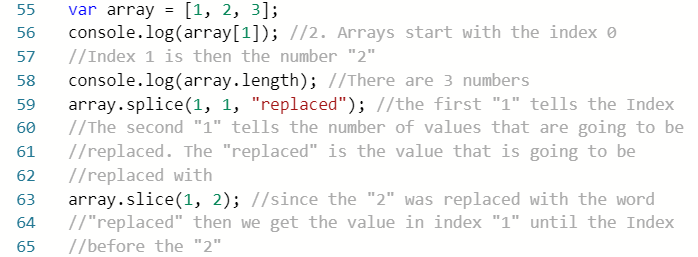 55 var array = [1, 2, 3];
56 console.log(array[1]); //2. Arrays start with the index 0
57 //Index 1 is then the number "2"
58 console.log(array.length); //There are 3 numbers
59 array.splice(1, 1, "replaced"); //the first "1" tells the Index
60 //The second "1" tells the number of values that are going to be
61 //replaced. The "replaced" is the value that is going to be
62 //replaced with
63 array.slice(1, 2); //since the "2" was replaced with the word
64 //"replaced" then we get the value in index "1" until the Index
65 //before the "2"